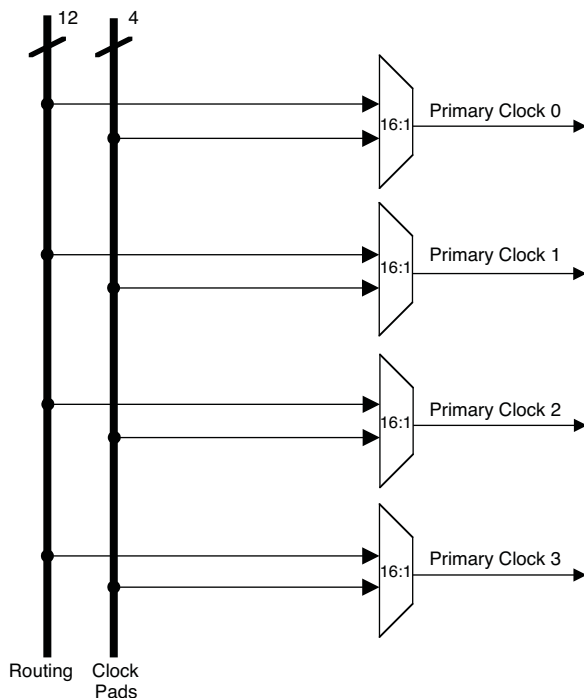 12
4
16:1
Primary Clock 0
16:1
Primary Clock 1
16:1
Primary Clock 2
16:1
Primary Clock 3
Routing
Clock
Pads